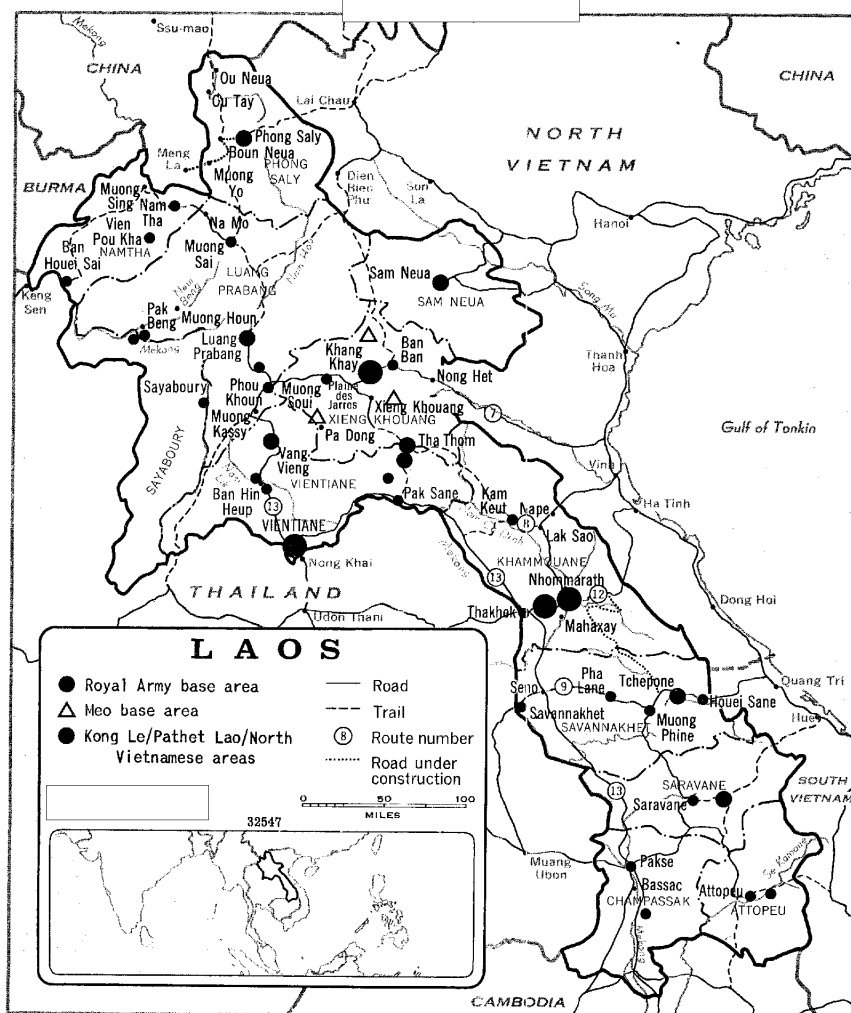 Mekong
Ssu-mao
CHINA
CHINA
Ou Neua
Ou Tay
Lai Chau
Phong Saly
Boun Neua
PHONG
SALY
Meng
La
Muong
Yo
NORTH
VIETNAM
BURMA
Muong
Sing
Nam
Tha
Dien
Bien
Phu
Son
La
Vien
Pou Kha
NAMTHA
Na Mo
Hanoi
Ban
Houei Sai
Muong
Sai
LUANG
PRABANG
Sam Neua
SAM NEUA
Song Ma
Keng
Sen
Nam
Beng
Pak
Beng
Muong Houn
Mekong
Luang
Prabang
Khang
Khay
Ban
Ban
Thanh
Hoa
Nong Het
Sayaboury
Phou
Khoun
Muong
Soui
Plaine
des
Jarres
Xieng Khouang
7
Muong
Kassy
XIENG KHOUANG
Pa Dong
Tha Thom
Gulf of Tonkin
SAYABOURY
Vang
Vieng
VIENTIANE
Vinh
Ban Hin
Heup
13
Pak Sane
Kam
Keut
Nape
8
Ha Tinh
VIENTIANE
Lak Sao
Nong Khai
Mekong
KHAMMOUANE
13
Nhommarath
12
THAILAND
Thakhek
Mahaxay
Dong Hoi
Udon Thani
Pha
Lane
Tchepone
Seno
9
Houei Sane
Quang Tri
Savannakhet
SAVANNAKHET
Muong
Phine
Hue
13
SARAVANE
Saravane
SOUTH
VIETNAM
Muang
Ubon
Pakse
Se Kamane
Bassac
CHAMPASSAK
Attopeu
ATTOPEU
Mekong
CAMBODIA
LAOS
Royal Army base area
Meo base area
Kong Le/Pathet Lao/North
Vietnamese areas
Road
Trail
8 Route number
Road under
construction
0 50 100
MILES
32547